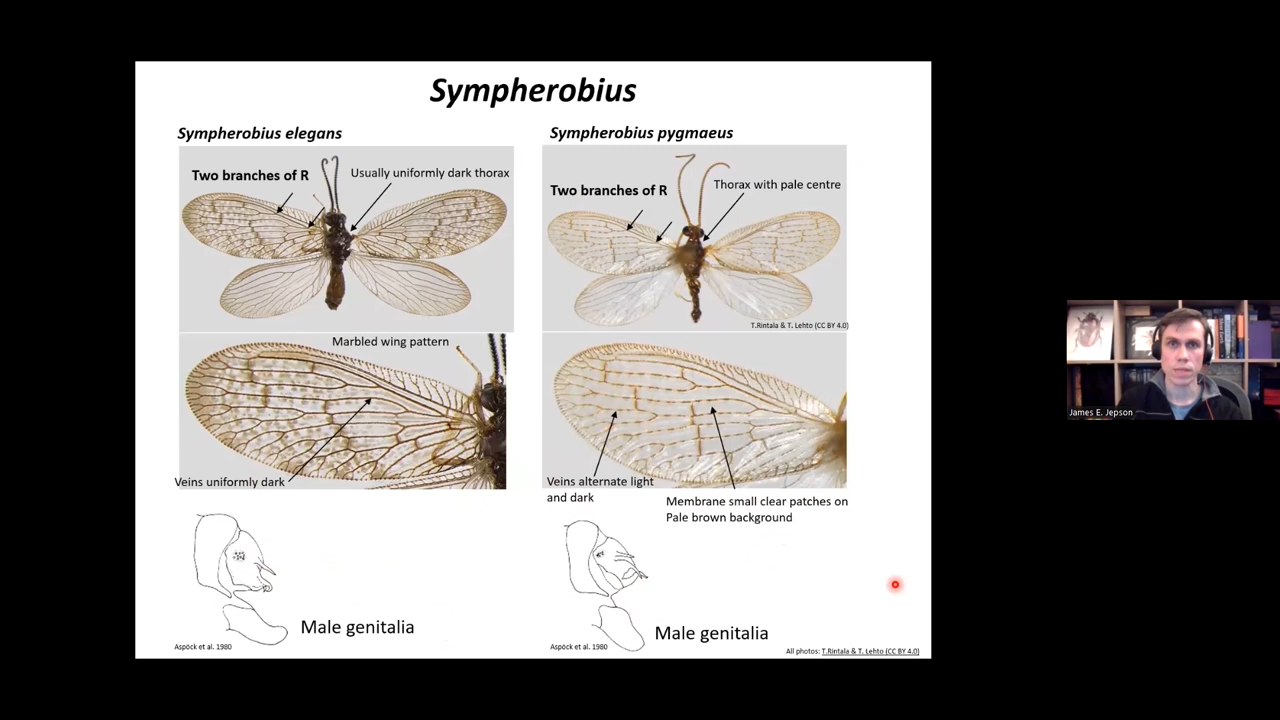 Sympherobius
Sympherobius elegans
Two branches of R
Usually uniformly dark thorax
Marbled wing pattern
Veins uniformly dark
Male genitalia
Aspöck et al. 1980
Sympherobius pygmaeus
Two branches of R
Thorax with pale centre
T.Rintala & T. Lehto (CC BY 4.0)
Veins alternate light
and dark
Membrane small clear patches on
Pale brown background
Male genitalia
Aspöck et al. 1980
All photos: T.Rintala & T. Lehto (CC BY 4.0)
James E. Jepson